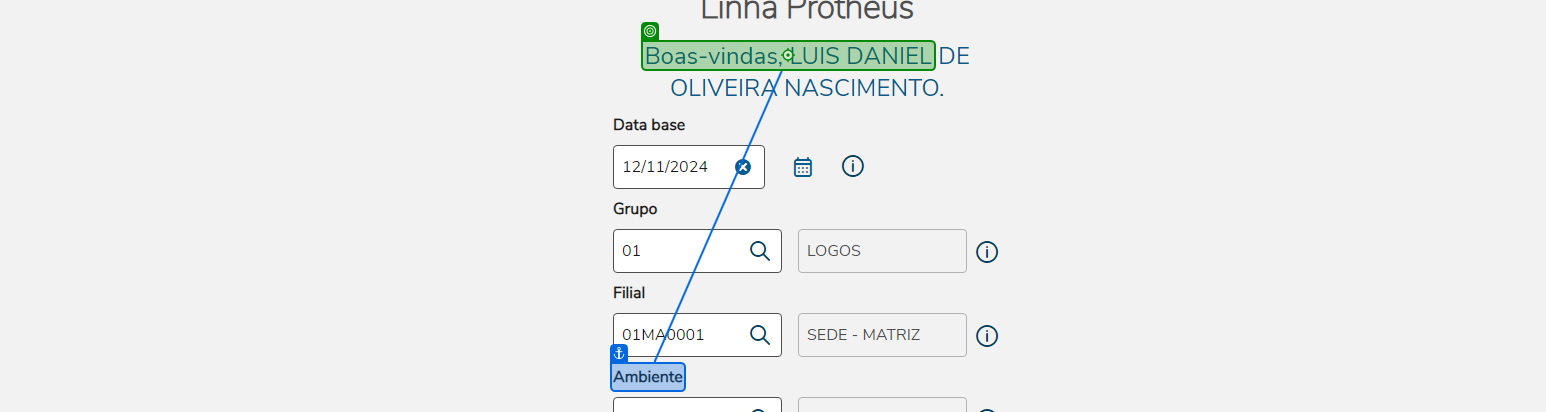 Linha Protheus
Boas-vindas, LUIS DANIEL DE
OLIVEIRA NASCIMENTO.
Data base
12/11/2024
Grupo
01 LOGOS
Filial
01MA0001 SEDE - MATRIZ
Ambiente